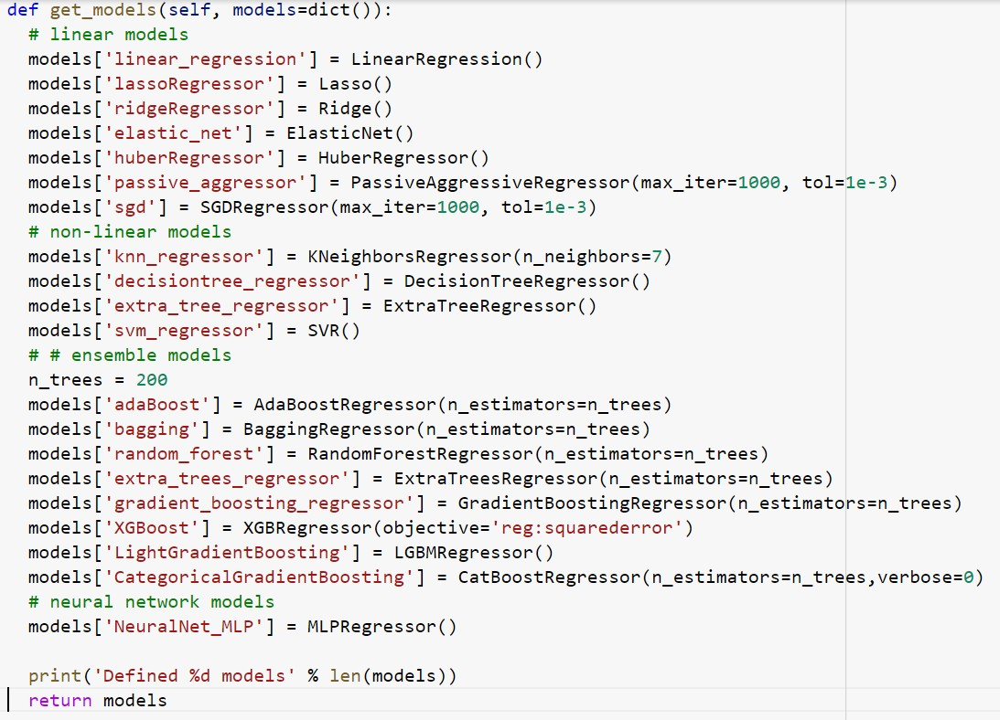 def get_models(self, models=dict()):
  # linear models
  models['linear_regression'] = LinearRegression()
  models['lassoRegressor'] = Lasso()
  models['ridgeRegressor'] = Ridge()
  models['elastic_net'] = ElasticNet()
  models['huberRegressor'] = HuberRegressor()
  models['passive_aggressor'] = PassiveAggressiveRegressor(max_iter=1000, tol=1e-3)
  models['sgd'] = SGDRegressor(max_iter=1000, tol=1e-3)
  # non-linear models
  models['knn_regressor'] = KNeighborsRegressor(n_neighbors=7)
  models['decisiontree_regressor'] = DecisionTreeRegressor()
  models['extra_tree_regressor'] = ExtraTreeRegressor()
  models['svm_regressor'] = SVR()
  # # ensemble models
  n_trees = 200
  models['adaBoost'] = AdaBoostRegressor(n_estimators=n_trees)
  models['bagging'] = BaggingRegressor(n_estimators=n_trees)
  models['random_forest'] = RandomForestRegressor(n_estimators=n_trees)
  models['extra_trees_regressor'] = ExtraTreesRegressor(n_estimators=n_trees)
  models['gradient_boosting_regressor'] = GradientBoostingRegressor(n_estimators=n_trees)
  models['XGBoost'] = XGBRegressor(objective='reg:squarederror')
  models['LightGradientBoosting'] = LGBMRegressor()
  models['CategoricalGradientBoosting'] = CatBoostRegressor(n_estimators=n_trees,verbose=0)
  # neural network models
  models['NeuralNet_MLP'] = MLPRegressor()

  print('Defined %d models' % len(models))
  return models